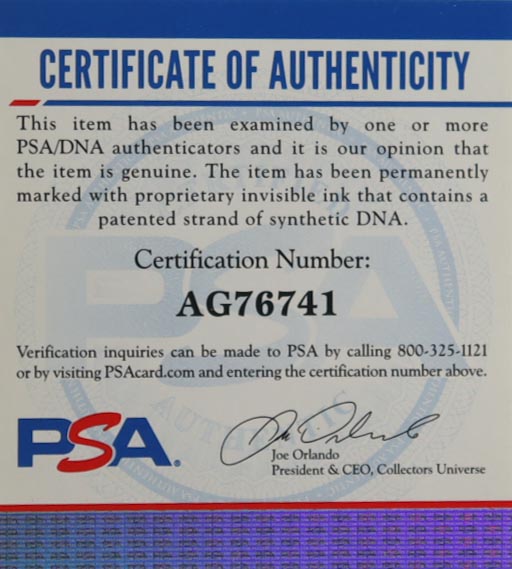 CERTIFICATE OF AUTHENTICITY
This item has been examined by one or more
PSA/DNA authenticators and it is our opinion that
the item is genuine. The item has been permanently
marked with proprietary invisible ink that contains a
patented strand of synthetic DNA.
Certification Number:
AG76741
Verification inquiries can be made to PSA by calling 800-325-1121
or by visiting PSAcard.com and entering the certification number above.
PSA®
Joe Orlando
President & CEO, Collectors Universe